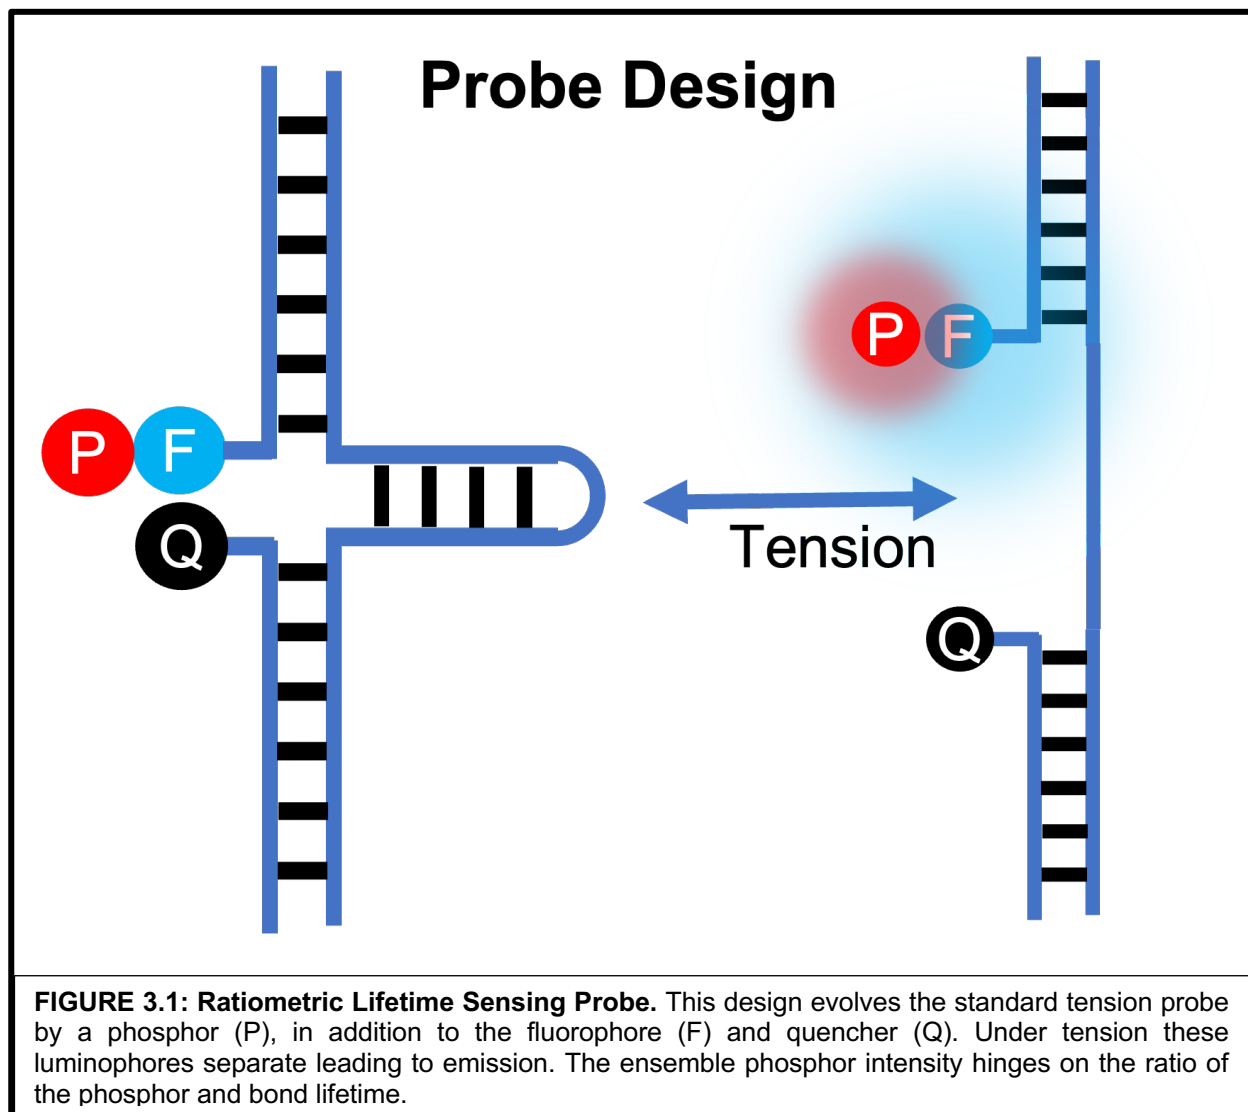 Probe Design
P F
Q
P F
Tension
Q
FIGURE 3.1: Ratiometric Lifetime Sensing Probe. This design evolves the standard tension probe
by a phosphor (P), in addition to the fluorophore (F) and quencher (Q). Under tension these
luminophores separate leading to emission. The ensemble phosphor intensity hinges on the ratio of
the phosphor and bond lifetime.